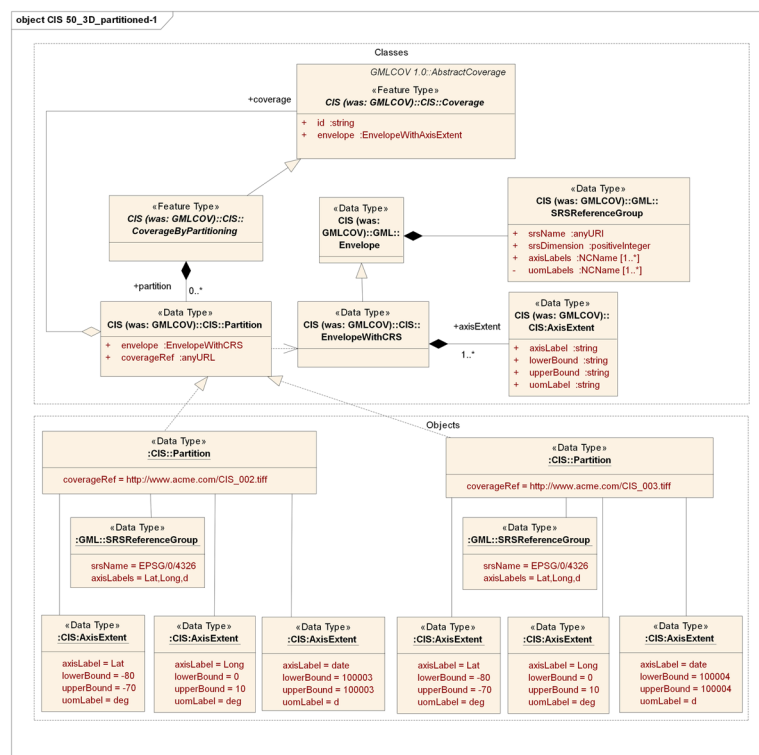 object CIS 50_3D_partitioned-1
Classes
GMLCOV 1.0::AbstractCoverage
«Feature Type»
CIS (was: GMLCOV)::CIS::Coverage
+ id :string
+ envelope :EnvelopeWithAxisExtent
+coverage
«Feature Type»
CIS (was: GMLCOV)::CIS::
CoverageByPartitioning
«Data Type»
CIS (was:
GMLCOV)::GML::
Envelope
«Data Type»
CIS (was: GMLCOV)::GML::
SRSReferenceGroup
+ srsName :anyURI
+ srsDimension :positiveInteger
+ axisLabels :NCName [1..*]
- uomLabels :NCName [1..*]
+partition
0..*
«Data Type»
CIS (was: GMLCOV)::CIS::Partition
+ envelope :EnvelopeWithCRS
+ coverageRef :anyURL
«Data Type»
CIS (was: GMLCOV)::CIS::
EnvelopeWithCRS
+axisExtent
1..*
«Data Type»
CIS (was: GMLCOV)::
CIS:AxisExtent
+ axisLabel :string
+ lowerBound :string
+ upperBound :string
+ uomLabel :string
Objects
«Data Type»
:CIS::Partition
coverageRef = http://www.acme.com/CIS_002.tiff
«Data Type»
:CIS::Partition
coverageRef = http://www.acme.com/CIS_003.tiff
«Data Type»
:GML::SRSReferenceGroup
srsName = EPSG/0/4326
axisLabels = Lat,Long,d
«Data Type»
:GML::SRSReferenceGroup
srsName = EPSG/0/4326
axisLabels = Lat,Long,d
«Data Type»
:CIS:AxisExtent
axisLabel = Lat
lowerBound = -80
upperBound = -70
uomLabel = deg
«Data Type»
:CIS:AxisExtent
axisLabel = Long
lowerBound = 0
upperBound = 10
uomLabel = deg
«Data Type»
:CIS:AxisExtent
axisLabel = date
lowerBound = 100003
upperBound = 100003
uomLabel = d
«Data Type»
:CIS:AxisExtent
axisLabel = Lat
lowerBound = -80
upperBound = -70
uomLabel = deg
«Data Type»
:CIS:AxisExtent
axisLabel = Long
lowerBound = 0
upperBound = 10
uomLabel = deg
«Data Type»
:CIS:AxisExtent
axisLabel = date
lowerBound = 100004
upperBound = 100004
uomLabel = d